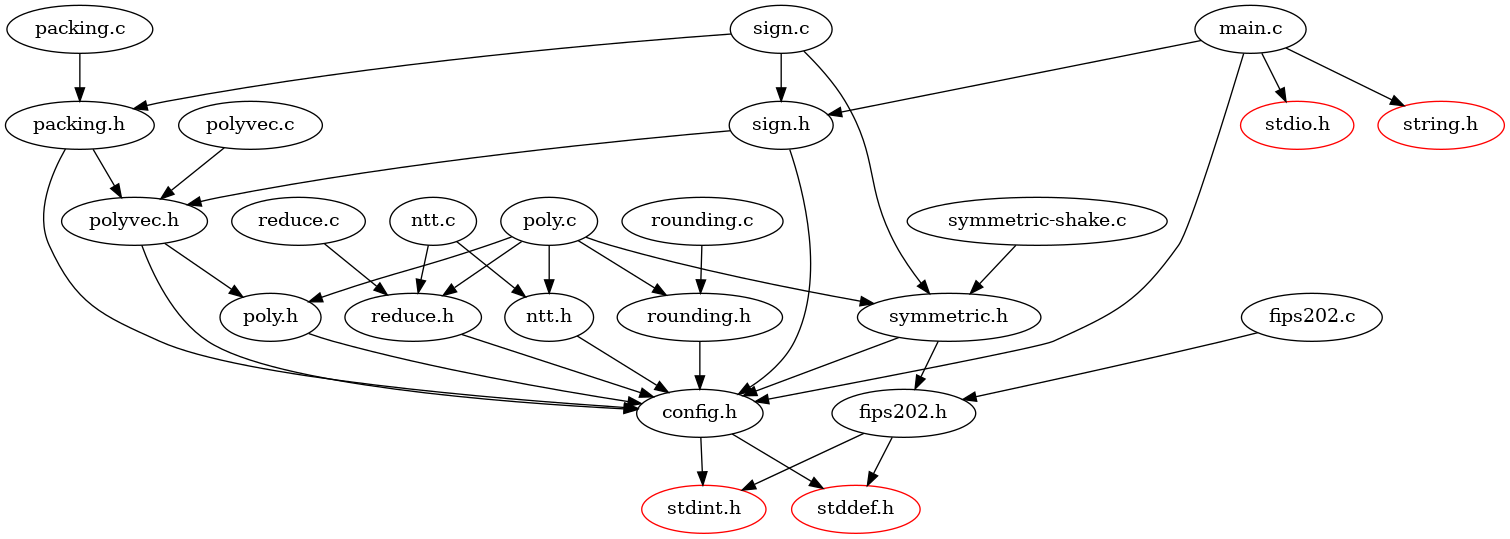 packing.c
sign.c
main.c
packing.h
polyvec.c
sign.h
stdio.h
string.h
polyvec.h
reduce.c
ntt.c
poly.c
rounding.c
symmetric-shake.c
poly.h
reduce.h
ntt.h
rounding.h
symmetric.h
fips202.c
config.h
fips202.h
stdint.h
stddef.h